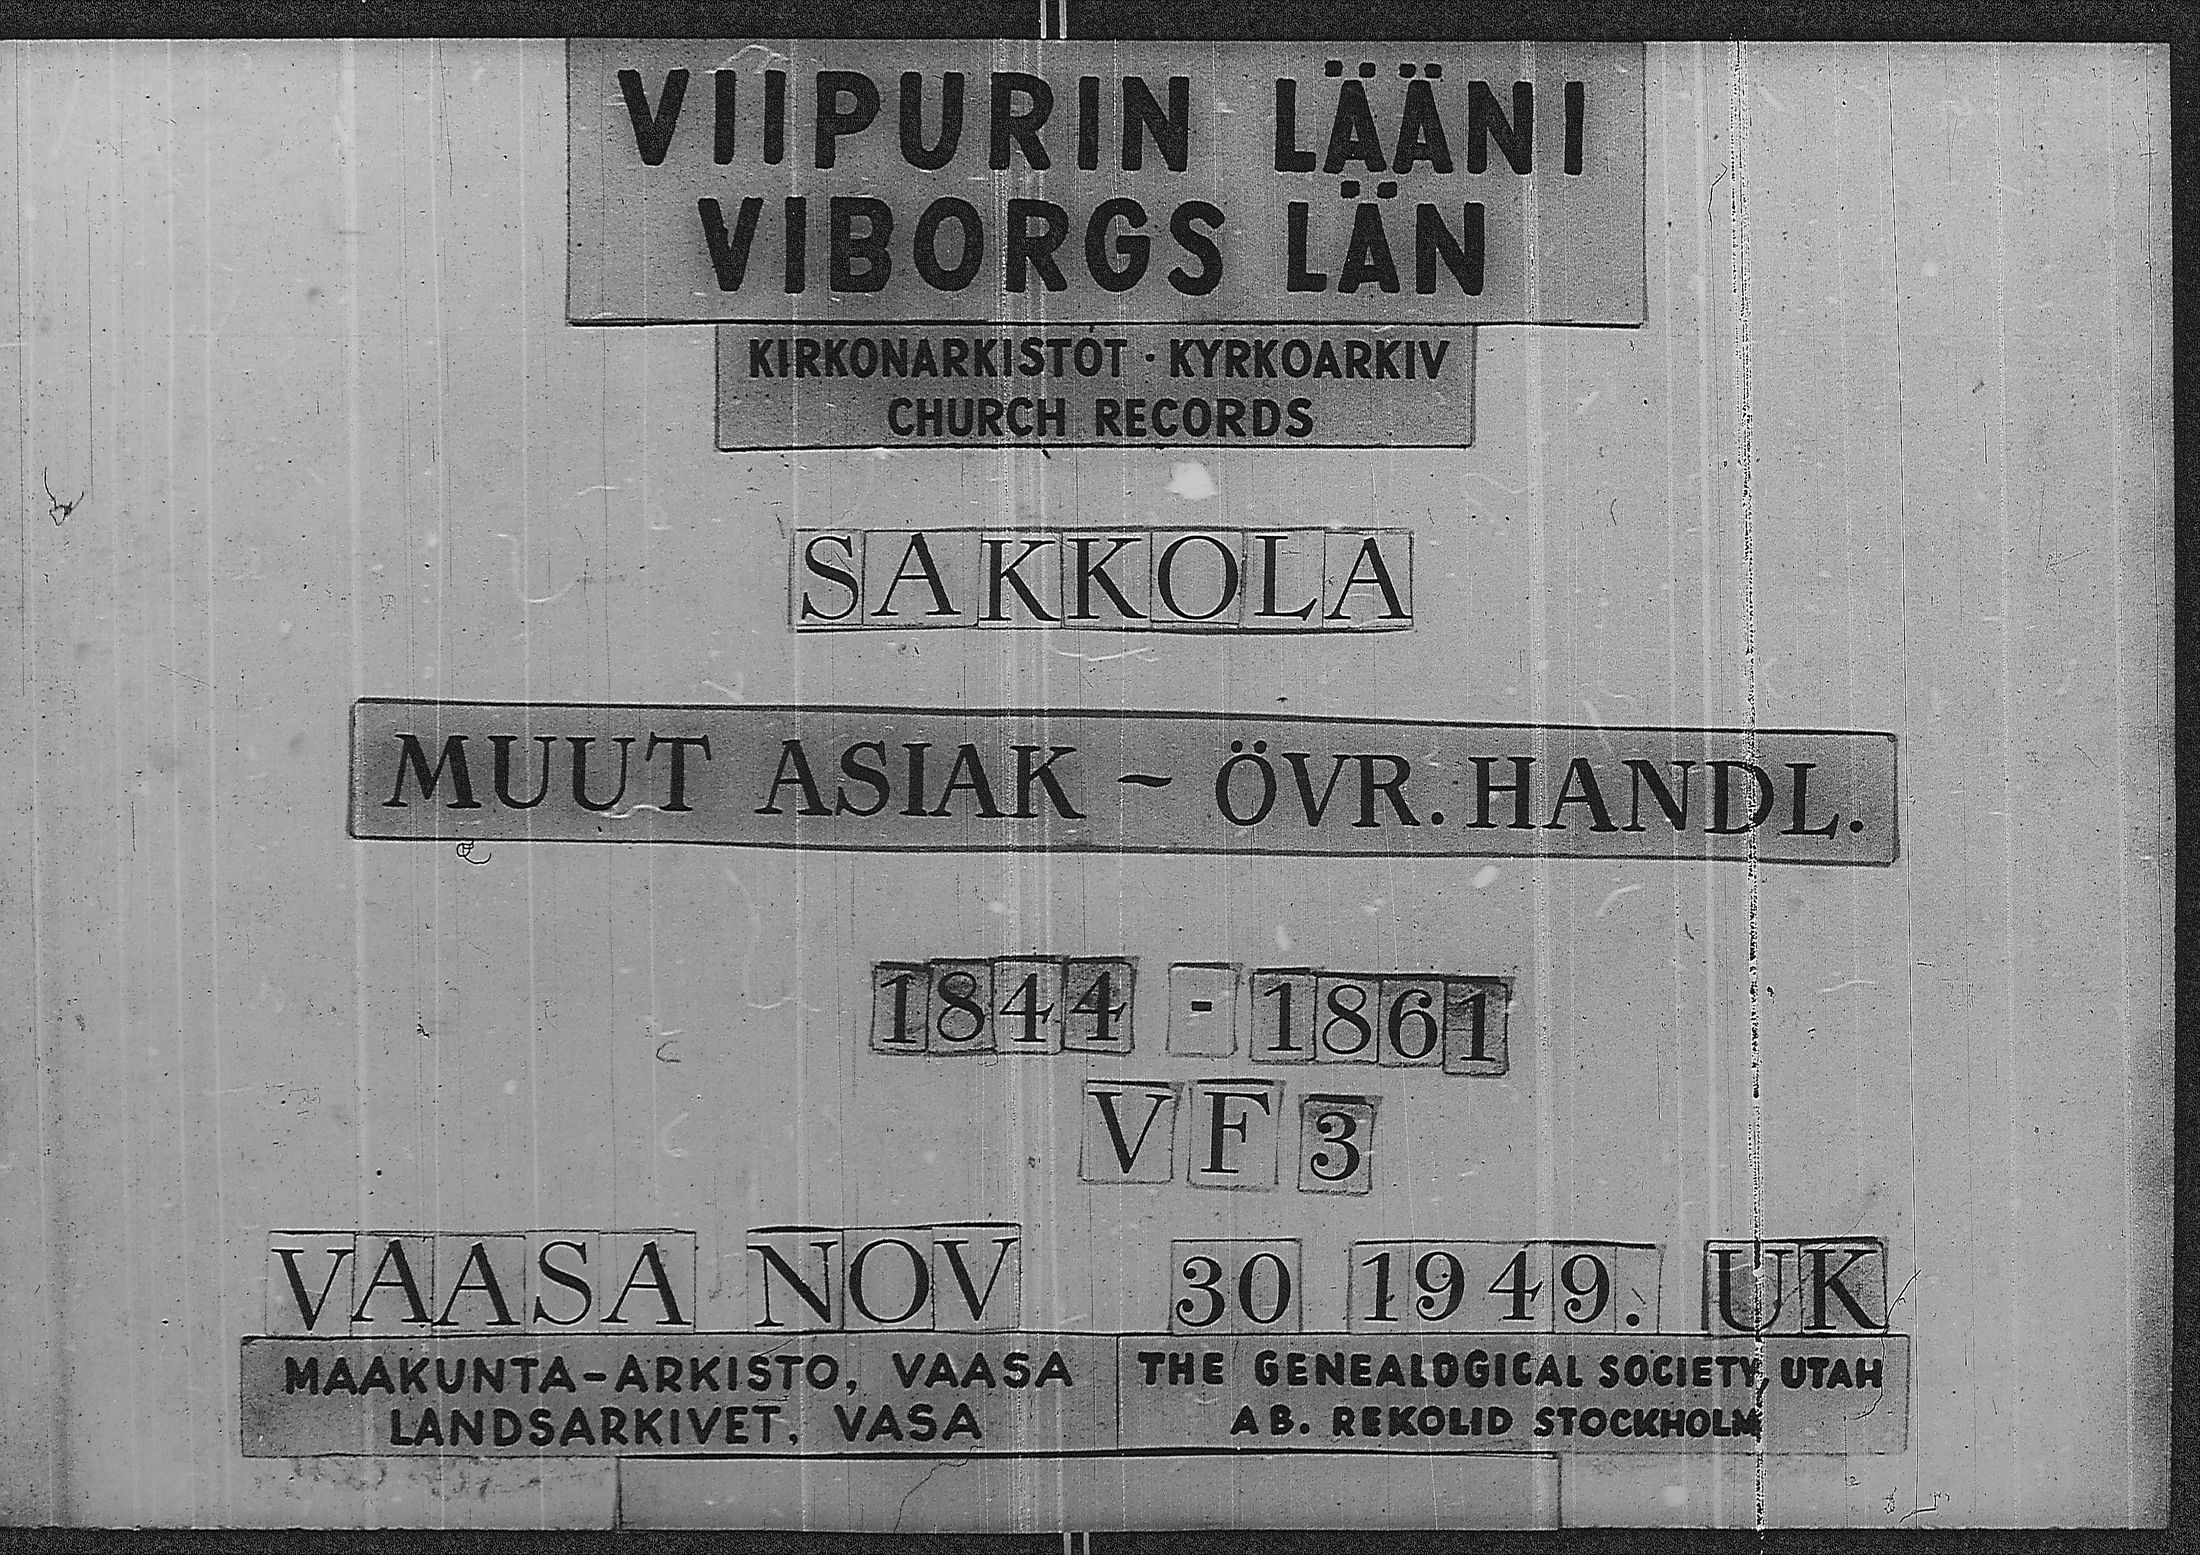 VIIPURIN LÄÄNI
VIBORGS LÄN
KIRKONARKISTOT · KYRKOARKIV
CHURCH RECORDS
SAKKOLA
MUUT ASIAK - ÖVR. HANDL.
1844 - 1861
VF3
VAASA NOV 30 1949. UK
MAAKUNTA-ARKISTO, VAASA
LANDSARKIVET, VASA
THE GENEALOGICAL SOCIETY, UTAH
AB. REKOLID STOCKHOLM